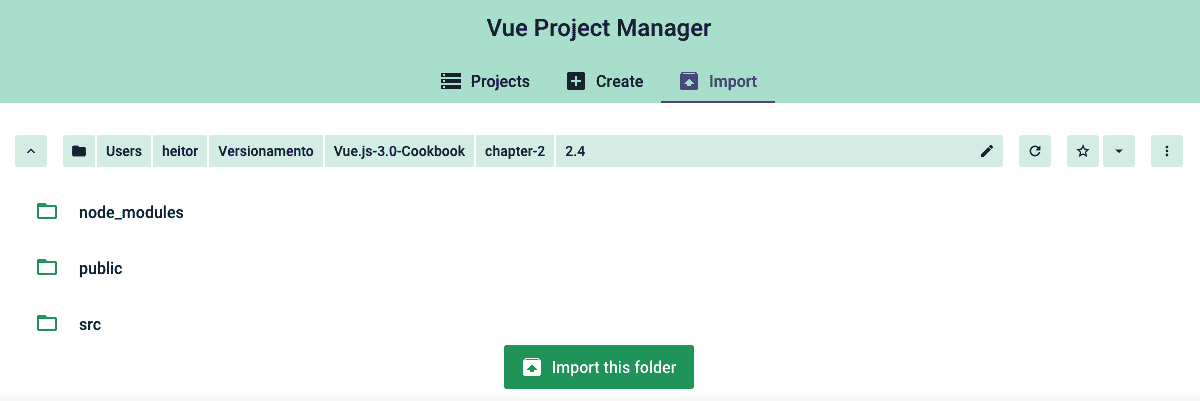 Vue Project Manager
Projects Create Import
Users heitor Versionamento Vue.js-3.0-Cookbook chapter-2 2.4
node_modules
public
src
Import this folder